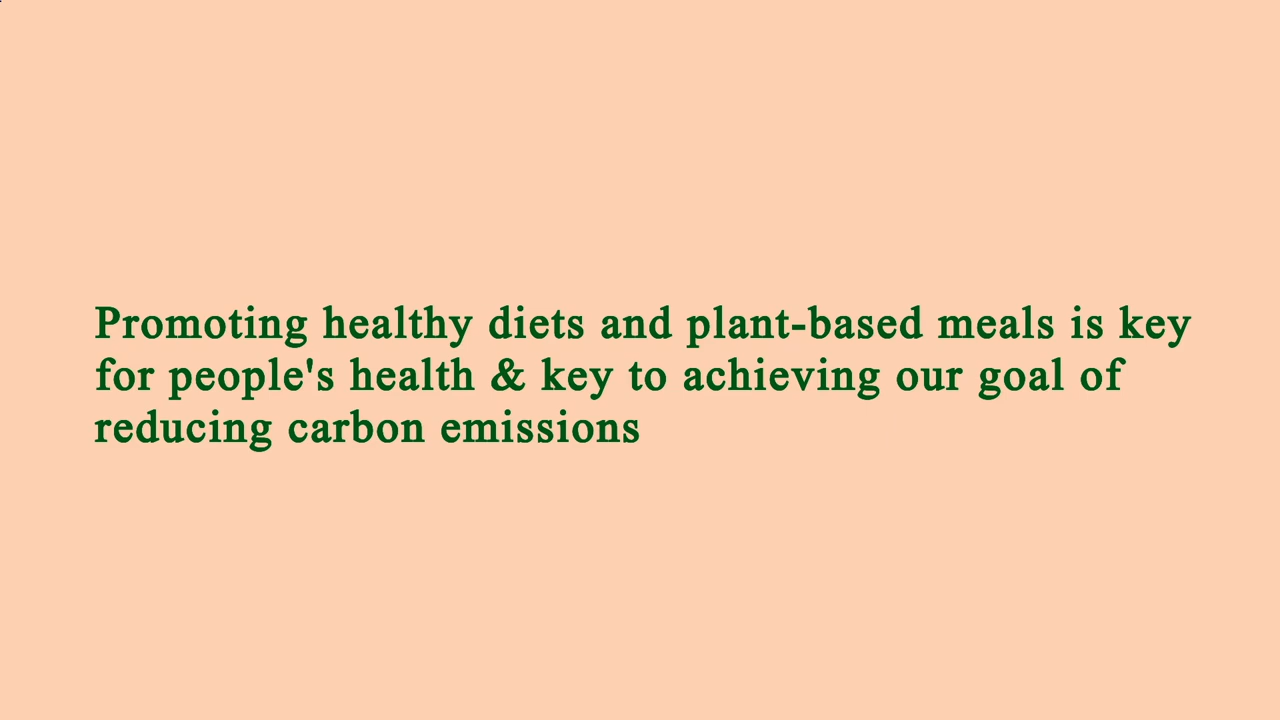 Promoting healthy diets and plant-based meals is key
for people's health & key to achieving our goal of
reducing carbon emissions